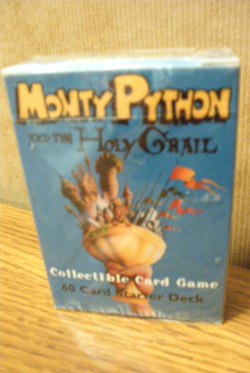 MONTY PYTHON
AND THE HOLY GRAIL
Collectible Card Game
60 Card Starter Deck